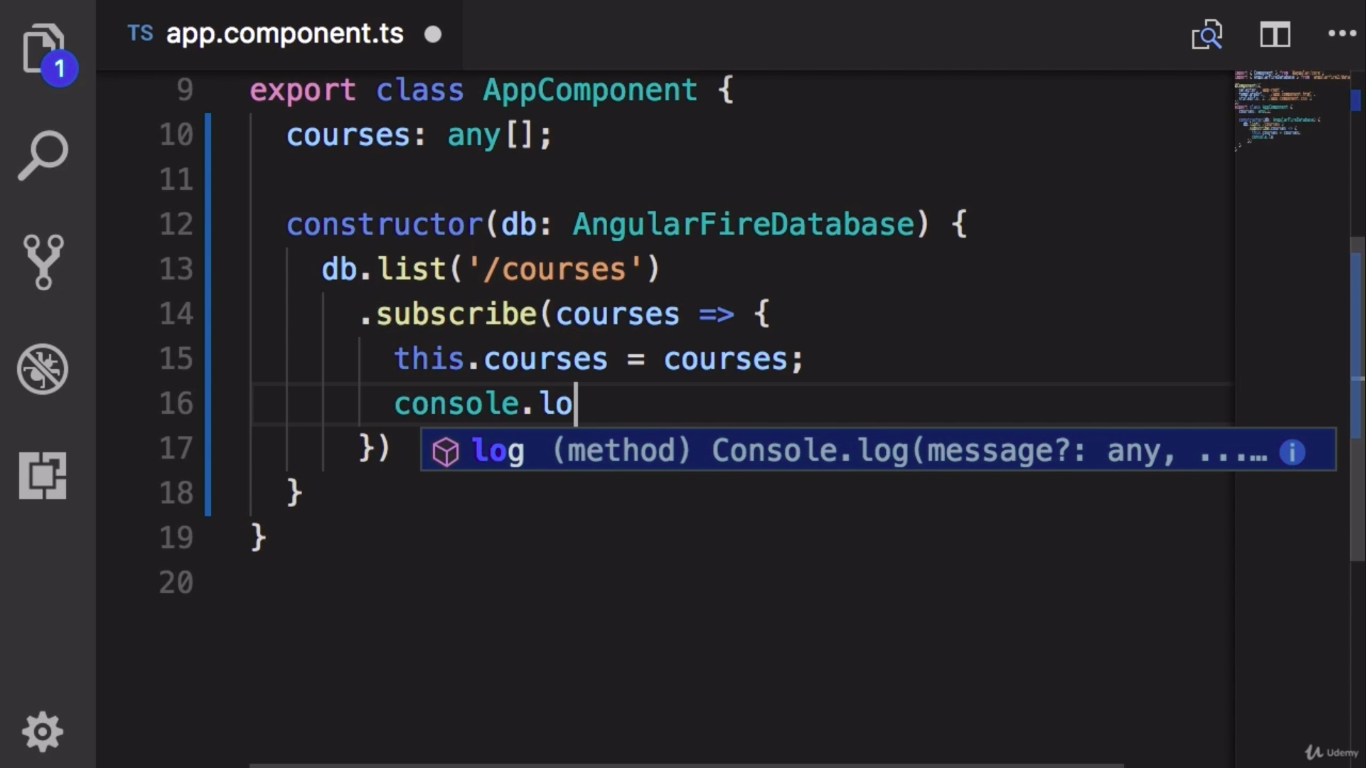 1
TS app.component.ts
9 export class AppComponent {
10 courses: any[];
11
12 constructor(db: AngularFireDatabase) {
13 db.list('/courses')
14 .subscribe(courses => {
15 this.courses = courses;
16 console.lo
17 })
log (method) Console.log(message?: any, ...…
18 }
19 }
20
Udemy